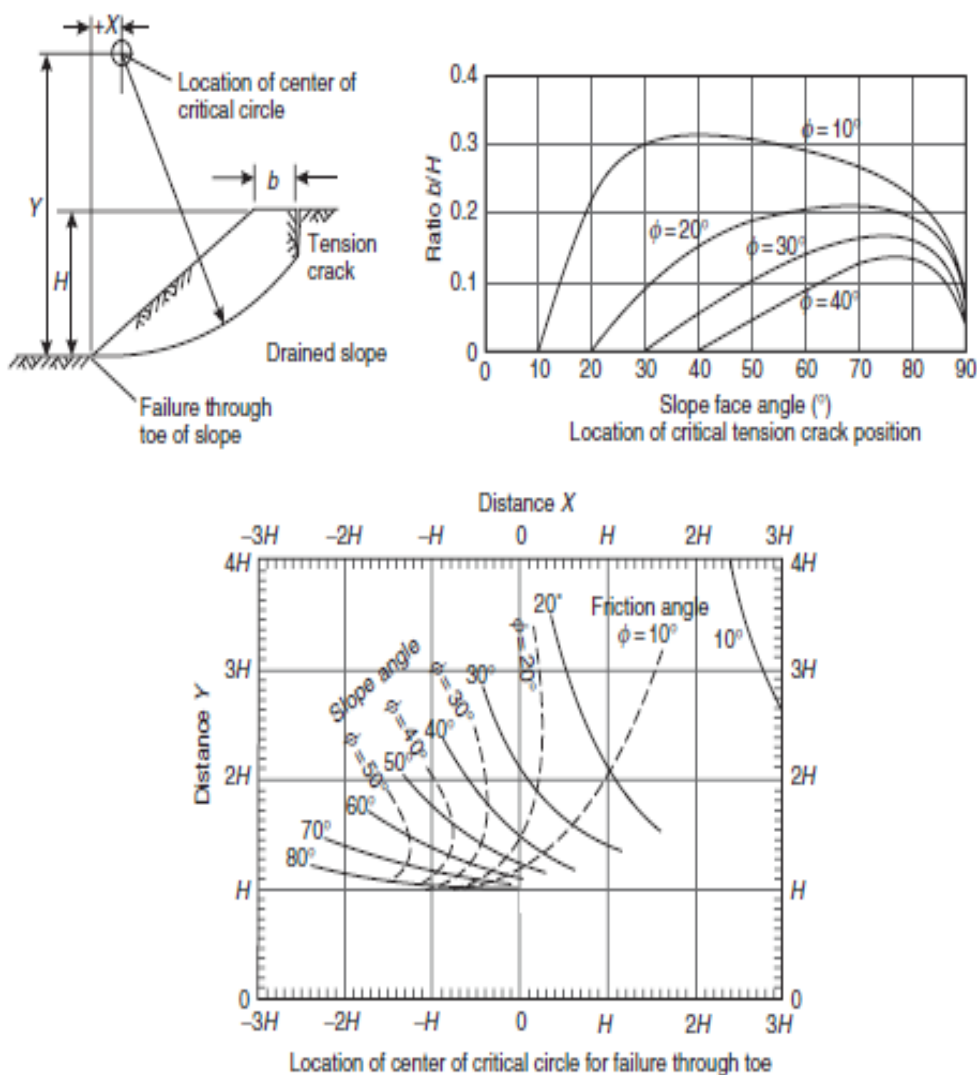 +X
Location of center of
critical circle
Y
b
H
Tension
crack
Drained slope
Failure through
toe of slope
0.4
0.3
0.2
0.1
0
Ratio b/H
ϕ = 10°
ϕ = 20°
ϕ = 30°
ϕ = 40°
0 10 20 30 40 50 60 70 80 90
Slope face angle (°)
Location of critical tension crack position
Distance X
–3H –2H –H 0 H 2H 3H
4H
3H
2H
H
0
Distance Y
4H
3H
2H
H
0
Slope angle
20°
Friction angle
ϕ = 10°
10°
ϕ = 20°
30°
ϕ = 30°
40°
ϕ = 40°
50°
ϕ = 50°
60°
70°
80°
–3H –2H –H 0 H 2H 3H
Location of center of critical circle for failure through toe